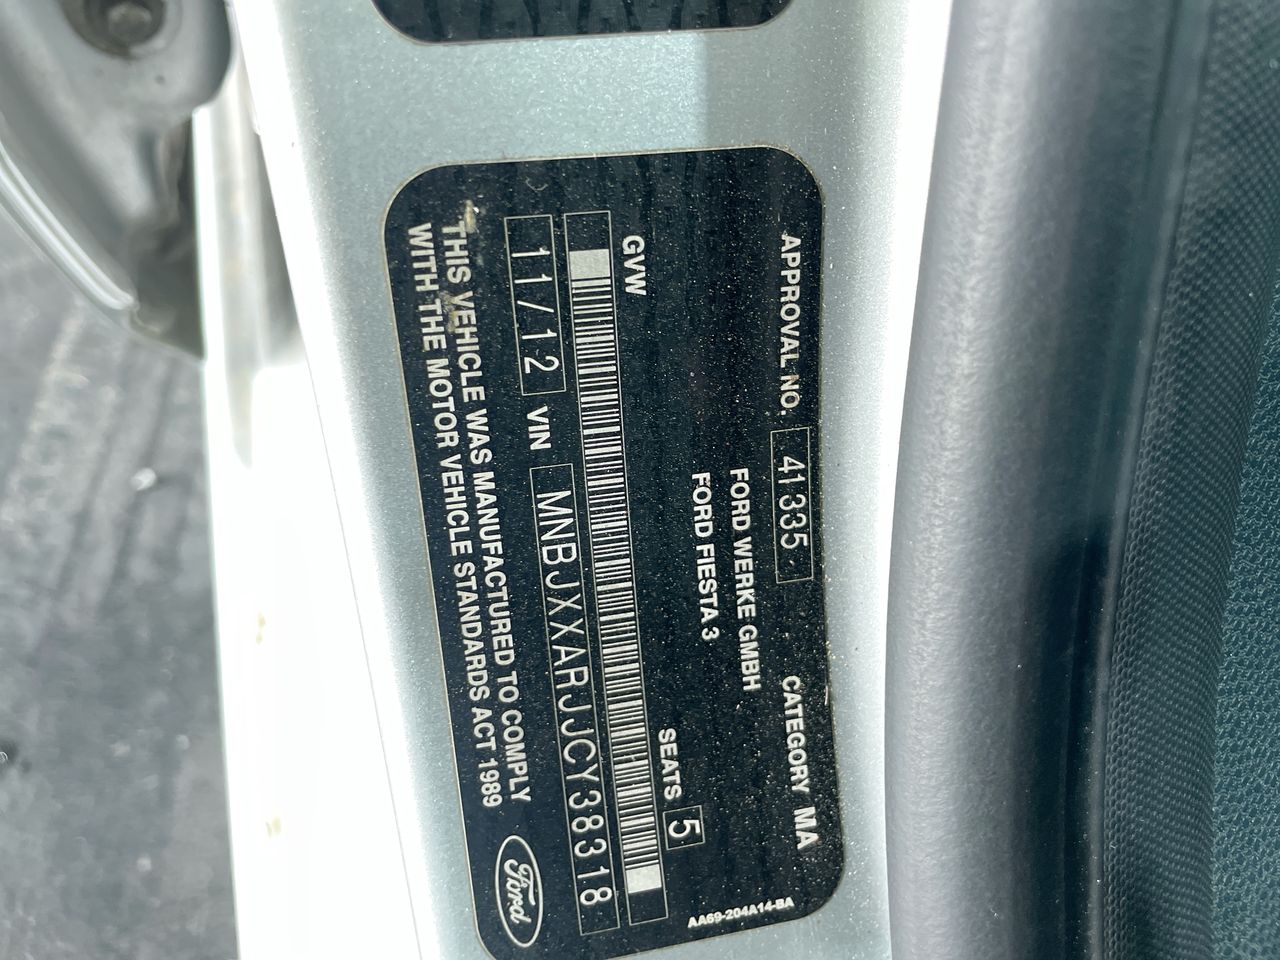 APPROVAL NO. 41335 CATEGORY MA
FORD WERKE GMBH
FORD FIESTA 3
GVW SEATS 5
11/12 VIN MNBJXXARJJCY38318
THIS VEHICLE WAS MANUFACTURED TO COMPLY
WITH THE MOTOR VEHICLE STANDARDS ACT 1989
Ford
AA69-204A14-BA